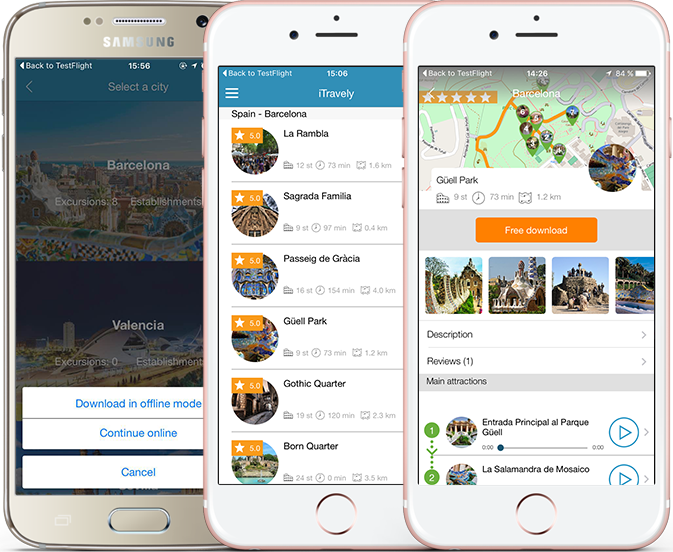 SAMSUNG
Back to TestFlight
15:56
Select a city
Barcelona
Excursions: 8
Establishments
Valencia
Excursions: 0
Establishments
Download in offline mode
Continue online
Cancel
Back to TestFlight
15:06
iTravely
Spain - Barcelona
5.0
La Rambla
12 st 73 min 1.6 km
5.0
Sagrada Familia
9 st 97 min 0.4 km
5.0
Passeig de Gràcia
16 st 154 min 4.0 km
5.0
Güell Park
9 st 73 min 1.2 km
5.0
Gothic Quarter
19 st 120 min 2.3 km
5.0
Born Quarter
24 st 0 min 3.5 km
Back to TestFlight
14:26
84 %
Barcelona
Güell Park
9 st 73 min 1.2 km
Free download
Description
Reviews (1)
Main attractions
1
Entrada Principal al Parque
Güell
0:00
0:00
2
La Salamandra de Mosaico